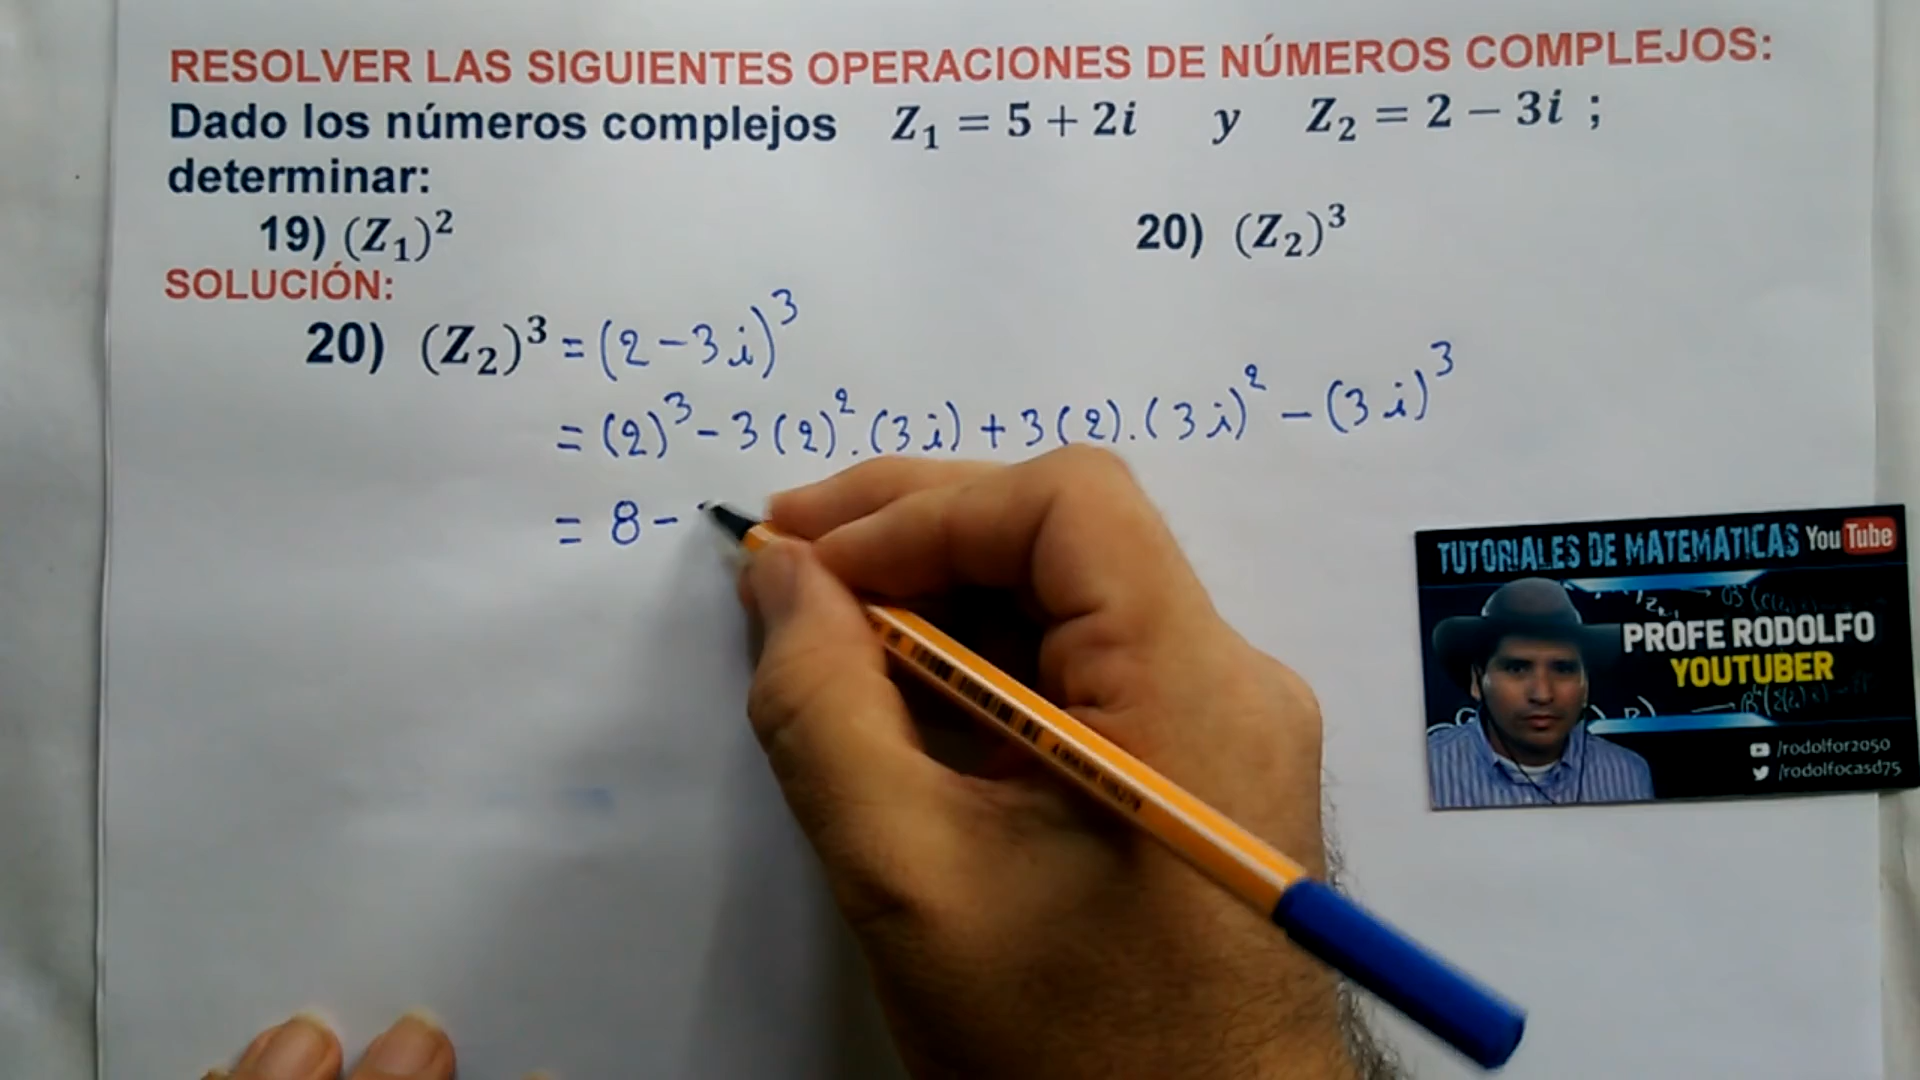 RESOLVER LAS SIGUIENTES OPERACIONES DE NÚMEROS COMPLEJOS:
Dado los números complejos Z₁ = 5 + 2i y Z₂ = 2 − 3i ;
determinar:
19) (Z₁)² 20) (Z₂)³
SOLUCIÓN:
20) (Z₂)³ = (2 − 3i)³
= (2)³ − 3(2)².(3i) + 3(2).(3i)² − (3i)³
= 8 −
TUTORIALES DE MATEMATICAS YouTube
PROFE RODOLFO
YOUTUBER
/rodolfor2050
/rodolfocasd75